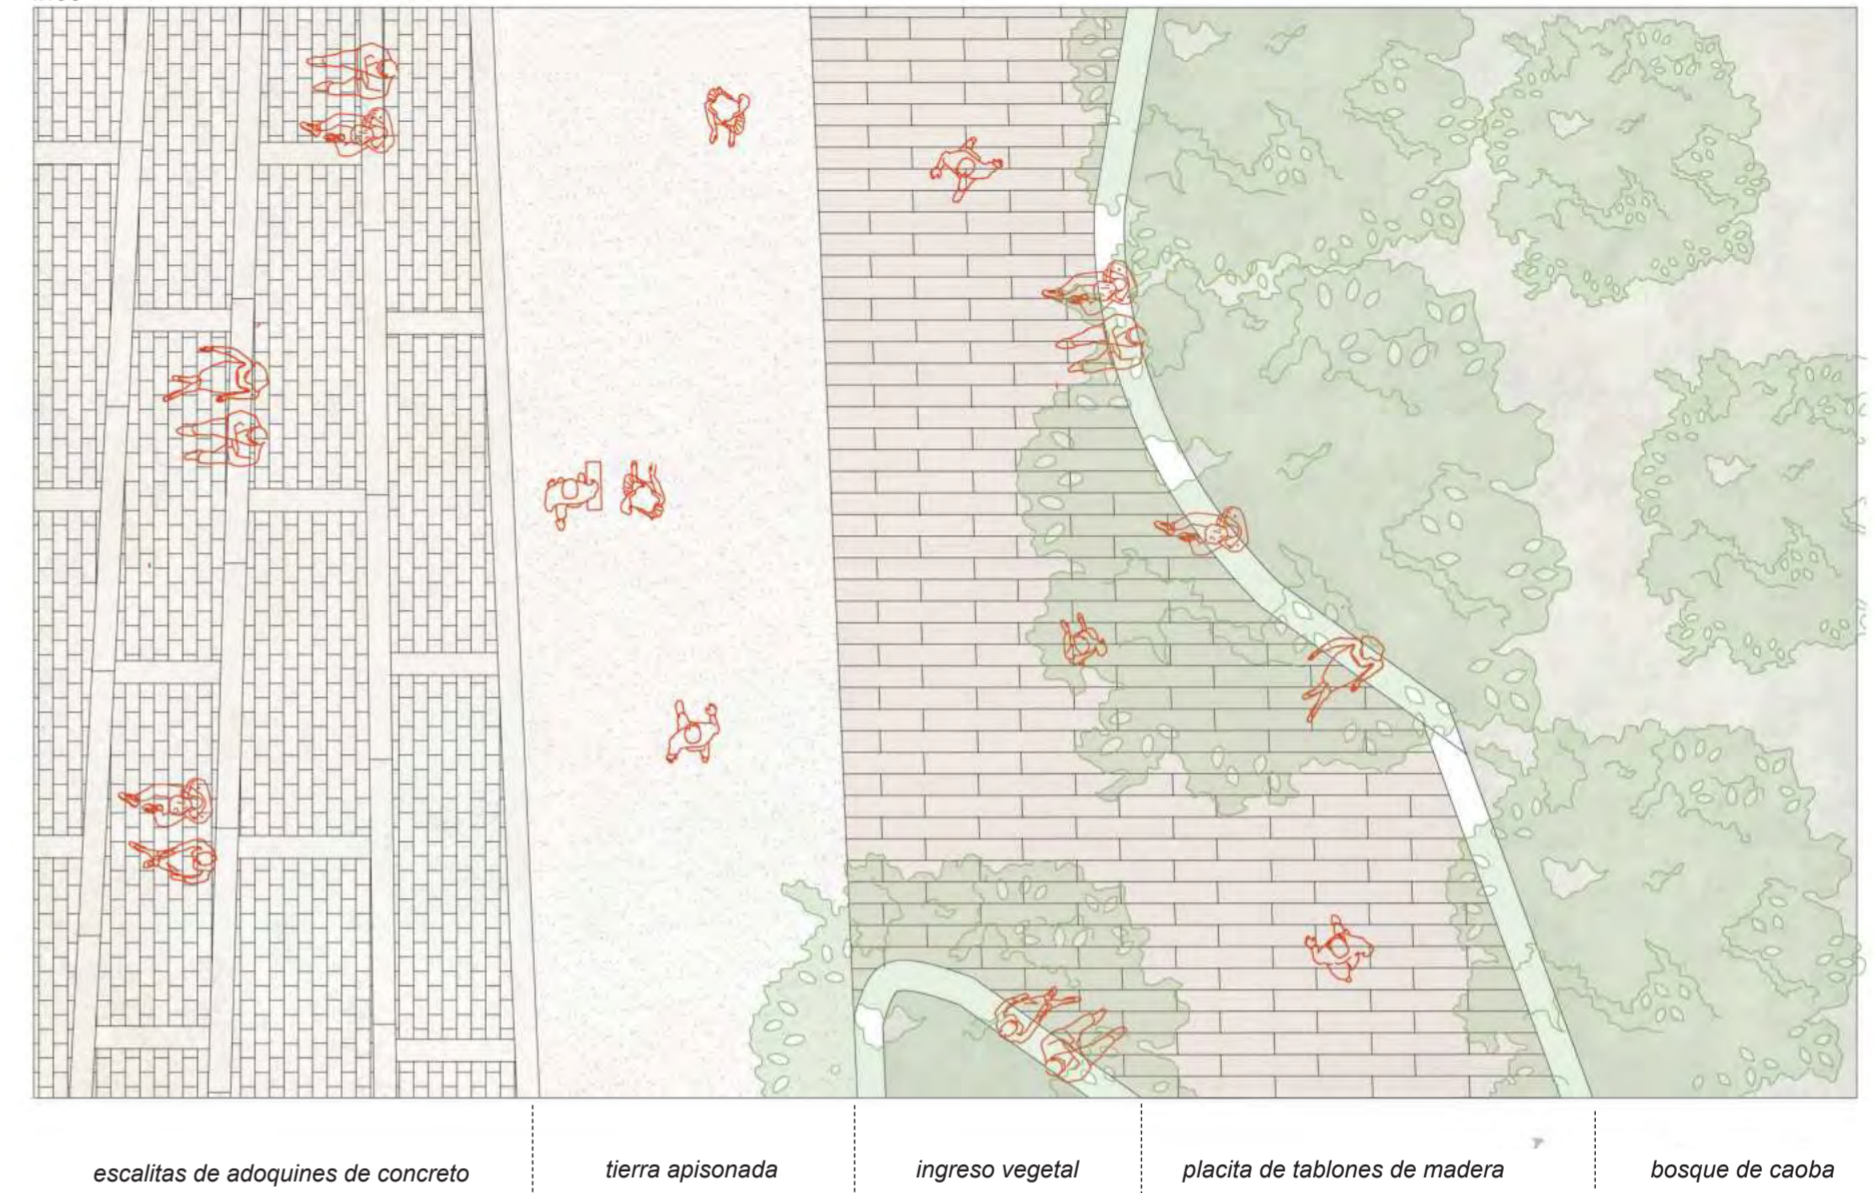 escalitas de adoquines de concreto
tierra apisonada
ingreso vegetal
placita de tablones de madera
bosque de caoba